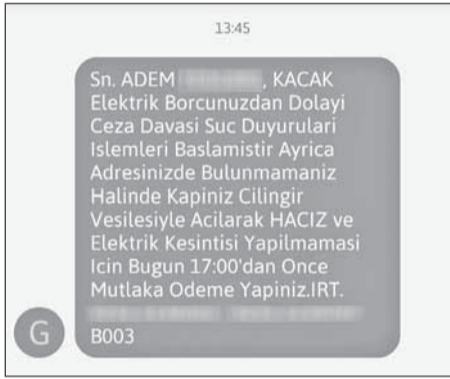 13:45
Sn. ADEM , KACAK
Elektrik Borcunuzdan Dolayi
Ceza Davasi Suc Duyurulari
Islemleri Baslamistir Ayrica
Adresinizde Bulunmamaniz
Halinde Kapiniz Cilingir
Vesilesiyle Acilarak HACIZ ve
Elektrik Kesintisi Yapilmamasi
Icin Bugun 17:00'dan Once
Mutlaka Odeme Yapiniz.IRT.
B003
G